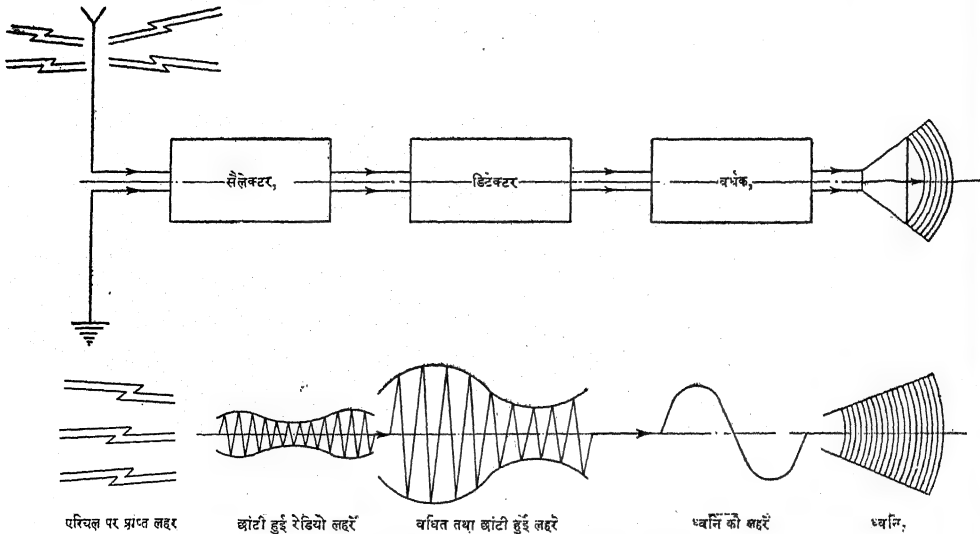 सैलेक्टर,
डिटेक्टर
वर्धक,
एरियल पर प्राप्त लहर
छांटी हुई रेडियो लहरें
वर्धित तथा छांटी हुई लहरें
ध्वनि की लहरें
ध्वनि,